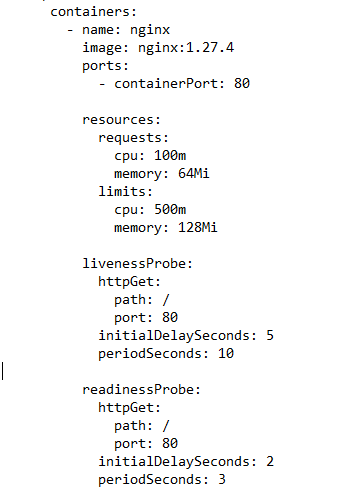 containers:
  - name: nginx
    image: nginx:1.27.4
    ports:
      - containerPort: 80

    resources:
      requests:
        cpu: 100m
        memory: 64Mi
      limits:
        cpu: 500m
        memory: 128Mi

    livenessProbe:
      httpGet:
        path: /
        port: 80
      initialDelaySeconds: 5
      periodSeconds: 10

    readinessProbe:
      httpGet:
        path: /
        port: 80
      initialDelaySeconds: 2
      periodSeconds: 3